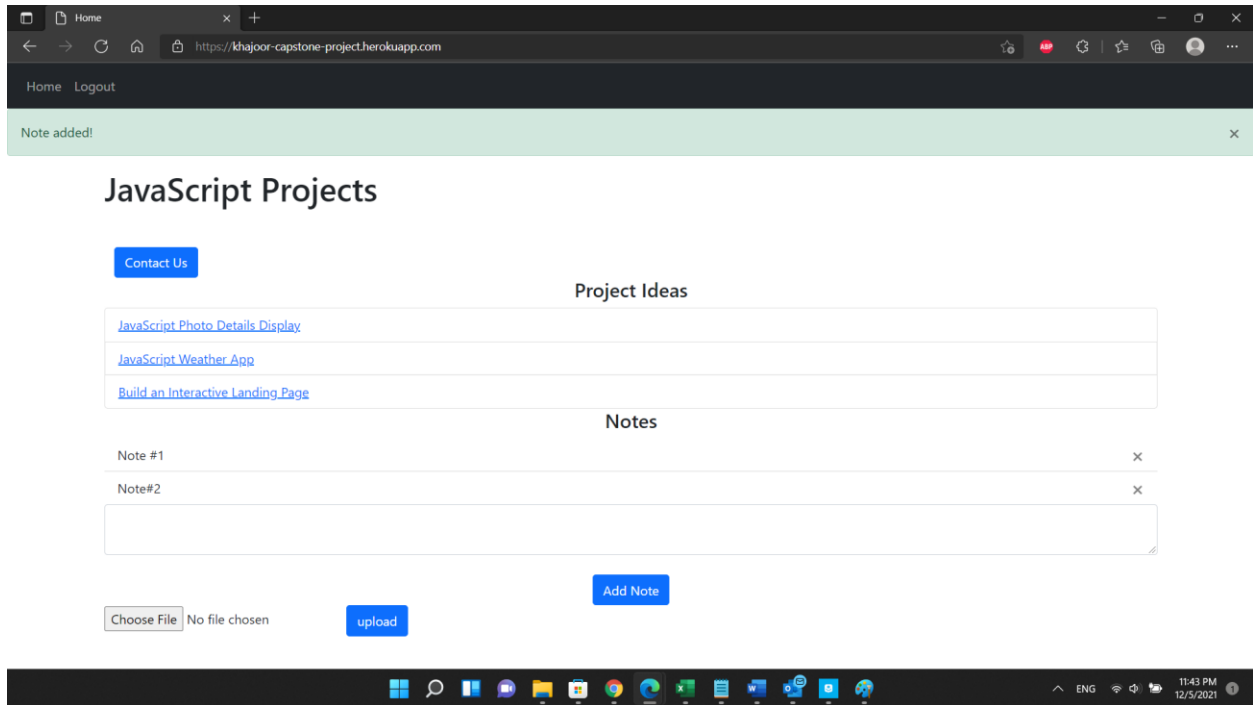 Home
https://khajoor-capstone-project.herokuapp.com
ABP
Home Logout
Note added!
JavaScript Projects
Contact Us
Project Ideas
JavaScript Photo Details Display
JavaScript Weather App
Build an Interactive Landing Page
Notes
Note #1
Note#2
Add Note
Choose File No file chosen upload
ENG 11:43 PM
12/5/2021 1